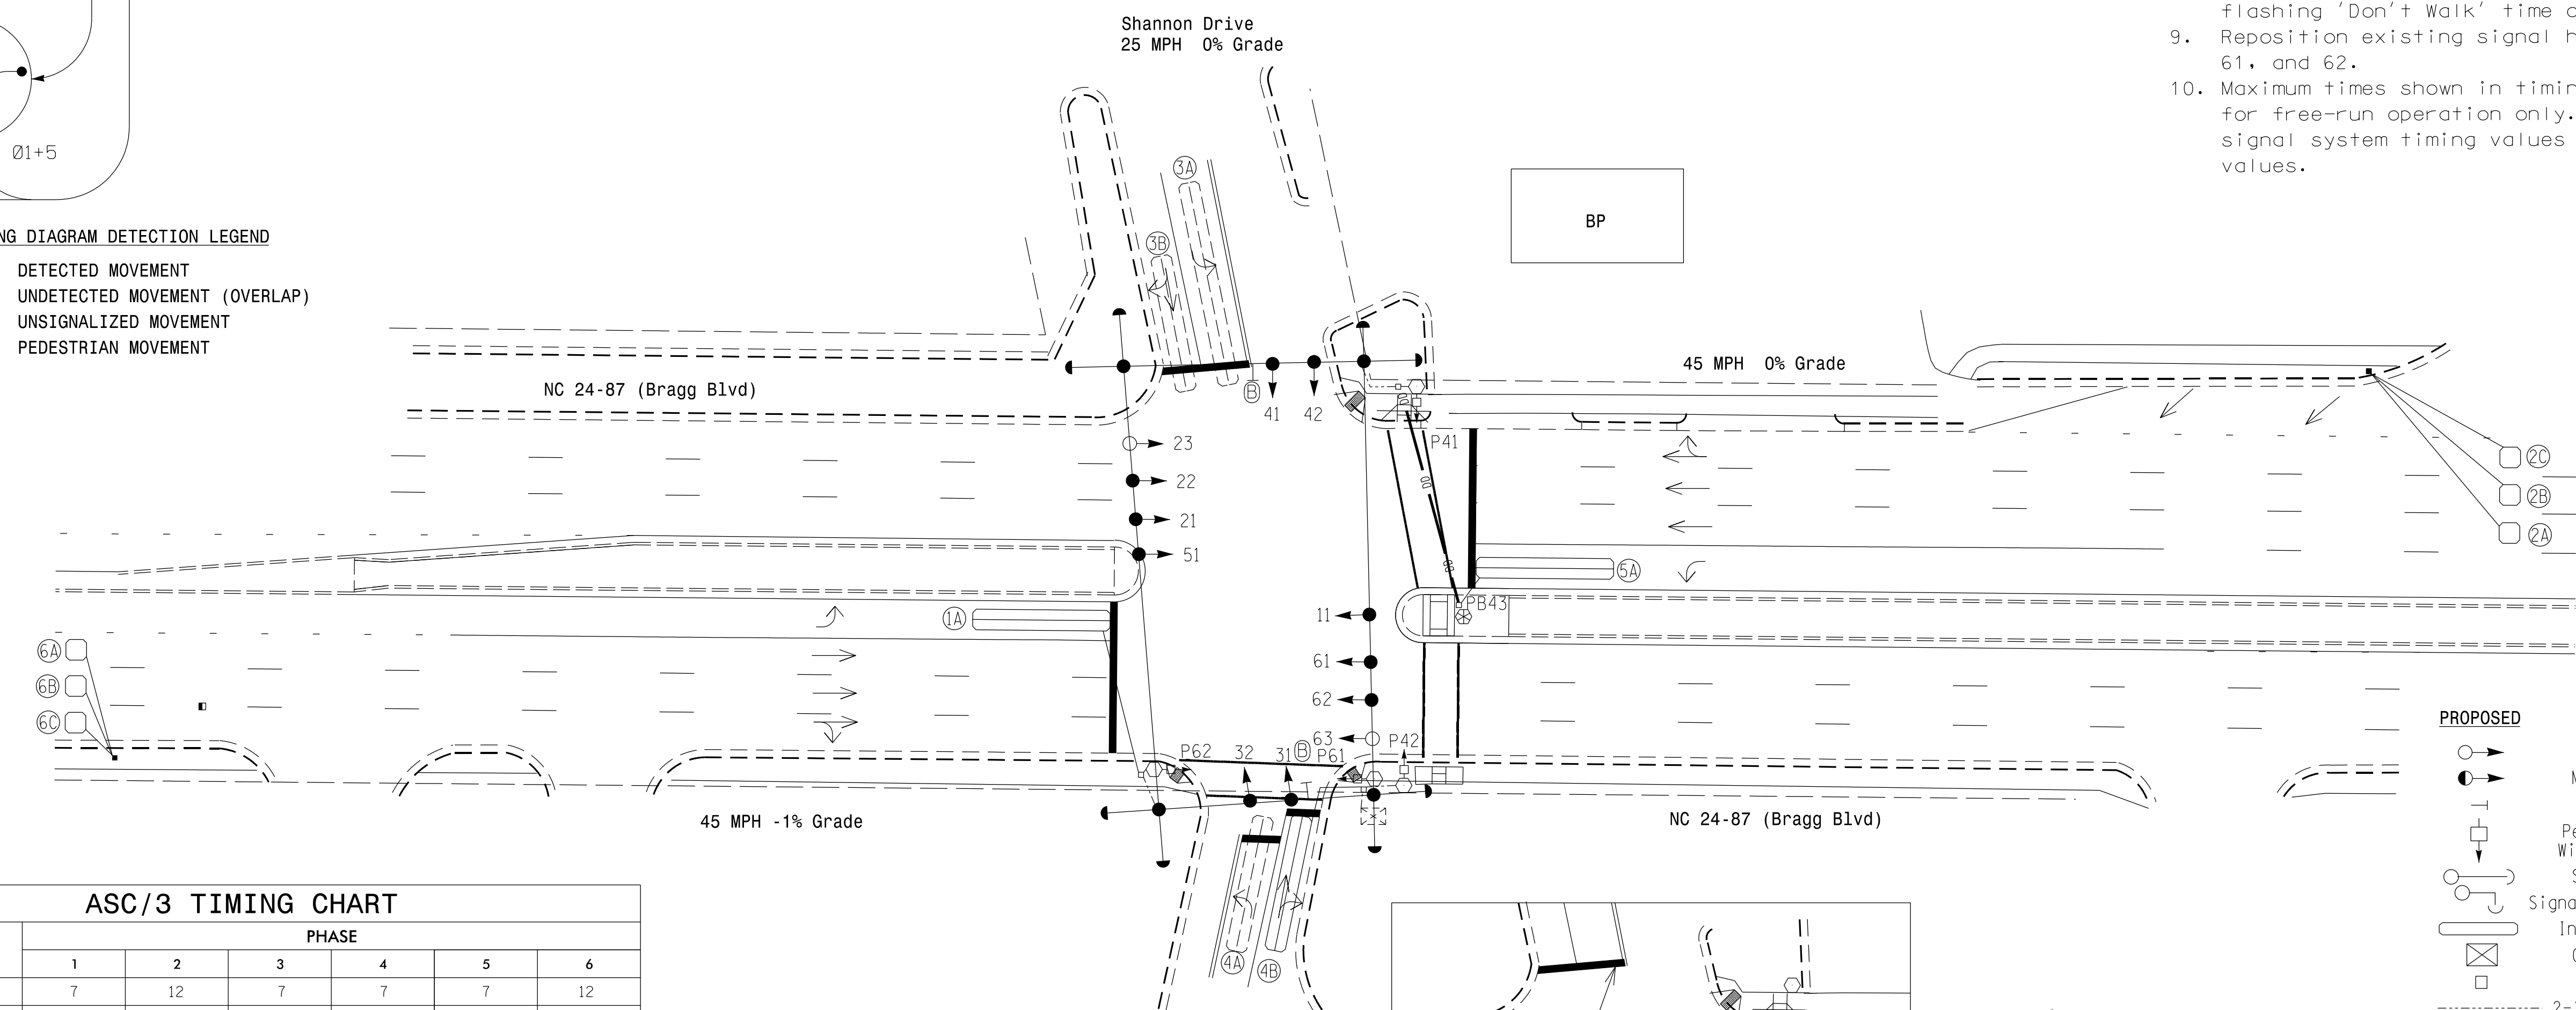 Shannon Drive
25 MPH 0% Grade
flashing 'Don't Walk' time
9. Reposition existing signal
61, and 62.
10. Maximum times shown in
for free-run operation only.
signal system timing values
values.
Ø1+5
DIAGRAM DETECTION LEGEND
DETECTED MOVEMENT
UNDETECTED MOVEMENT (OVERLAP)
UNSIGNALIZED MOVEMENT
PEDESTRIAN MOVEMENT
3A
3B
BP
NC 24-87 (Bragg Blvd)
45 MPH 0% Grade
B
41
42
P41
23
22
21
51
2C
2B
2A
5A
PB43
1A
11
61
62
63
6A
6B
6C
P62
32
31
B
P61
P42
45 MPH -1% Grade
NC 24-87 (Bragg Blvd)
4A
4B
PROPOSED
ASC/3 TIMING CHART
PHASE
1 2 3 4 5 6
7 12 7 7 7 12